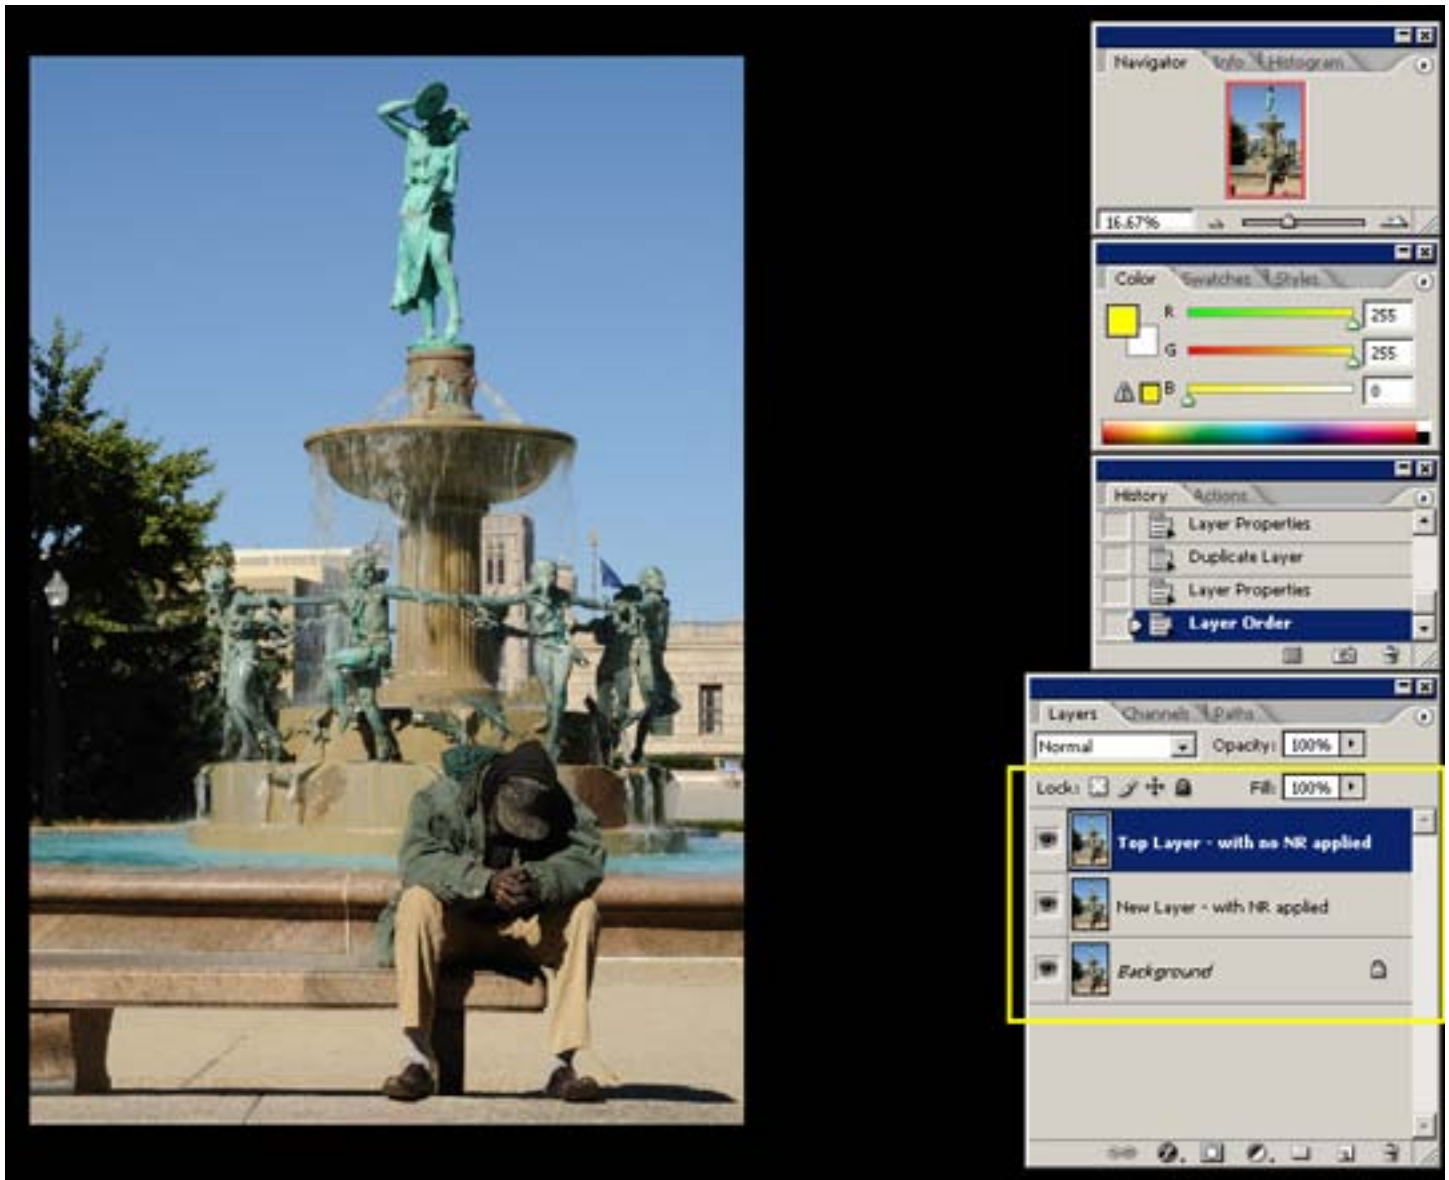 Navigator Info Histogram
16.67%
Color Swatches Styles
R 255
G 255
B 0
History Actions
Layer Properties
Duplicate Layer
Layer Properties
Layer Order
Layers Channels Paths
Normal Opacity: 100%
Lock: Fill: 100%
Top Layer - with no NR applied
New Layer - with NR applied
Background